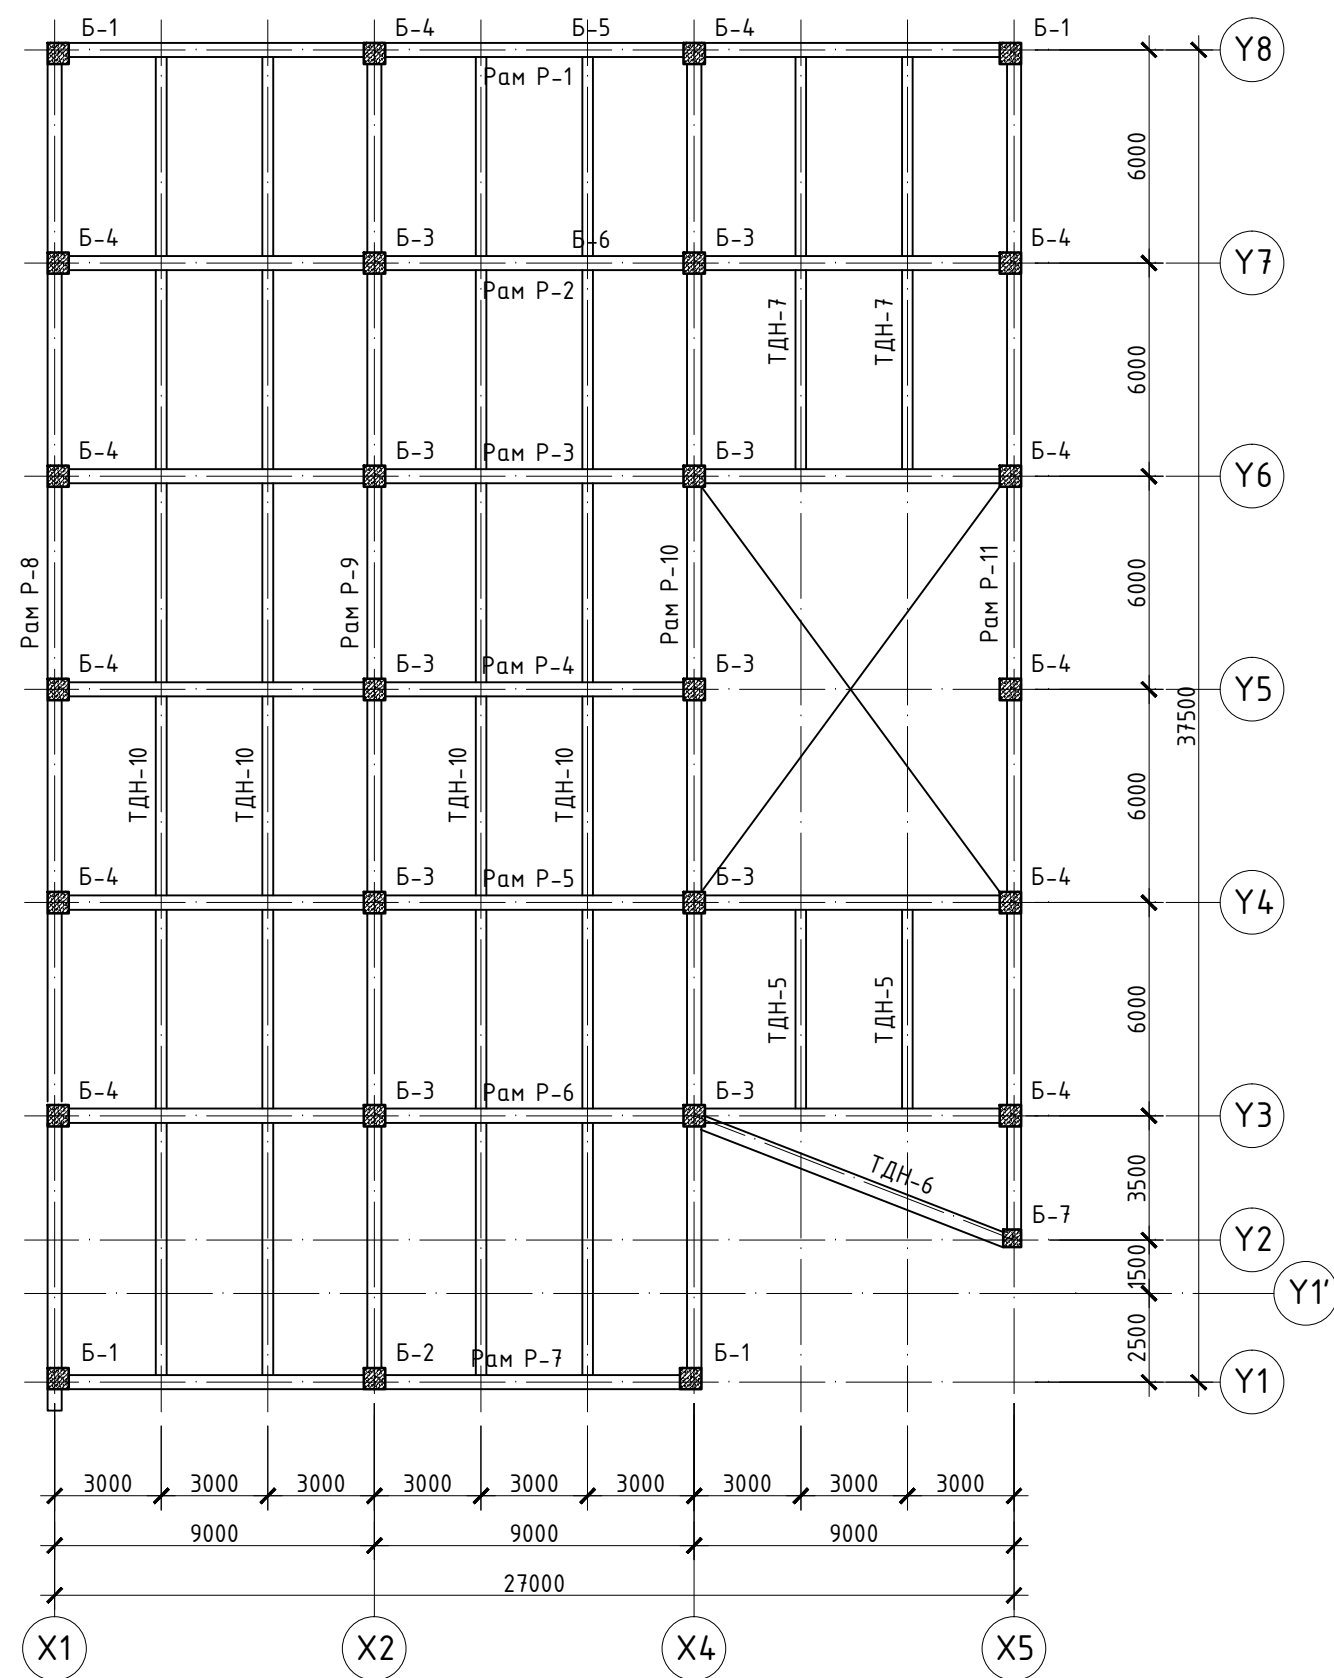 Б-1 Б-4 Б-5 Б-4 Б-1
Y8
Рам Р-1
6000
Б-4 Б-3 Б-6 Б-3 Б-4
Y7
Рам Р-2
ТДН-7 ТДН-7
6000
Б-4 Б-3 Рам Р-3 Б-3 Б-4
Y6
Рам Р-8 Рам Р-9 Рам Р-10 Рам Р-11
6000
Б-4 Б-3 Рам Р-4 Б-3 Б-4
Y5
37500
ТДН-10 ТДН-10 ТДН-10 ТДН-10
6000
Б-4 Б-3 Рам Р-5 Б-3 Б-4
Y4
ТДН-5 ТДН-5
6000
Б-4 Б-3 Рам Р-6 Б-3 Б-4
Y3
ТДН-6
3500
Б-7
Y2
1500
Y1'
2500
Б-1 Б-2 Рам Р-7 Б-1
Y1
3000 3000 3000 3000 3000 3000 3000 3000 3000
9000 9000 9000
27000
X1 X2 X4 X5